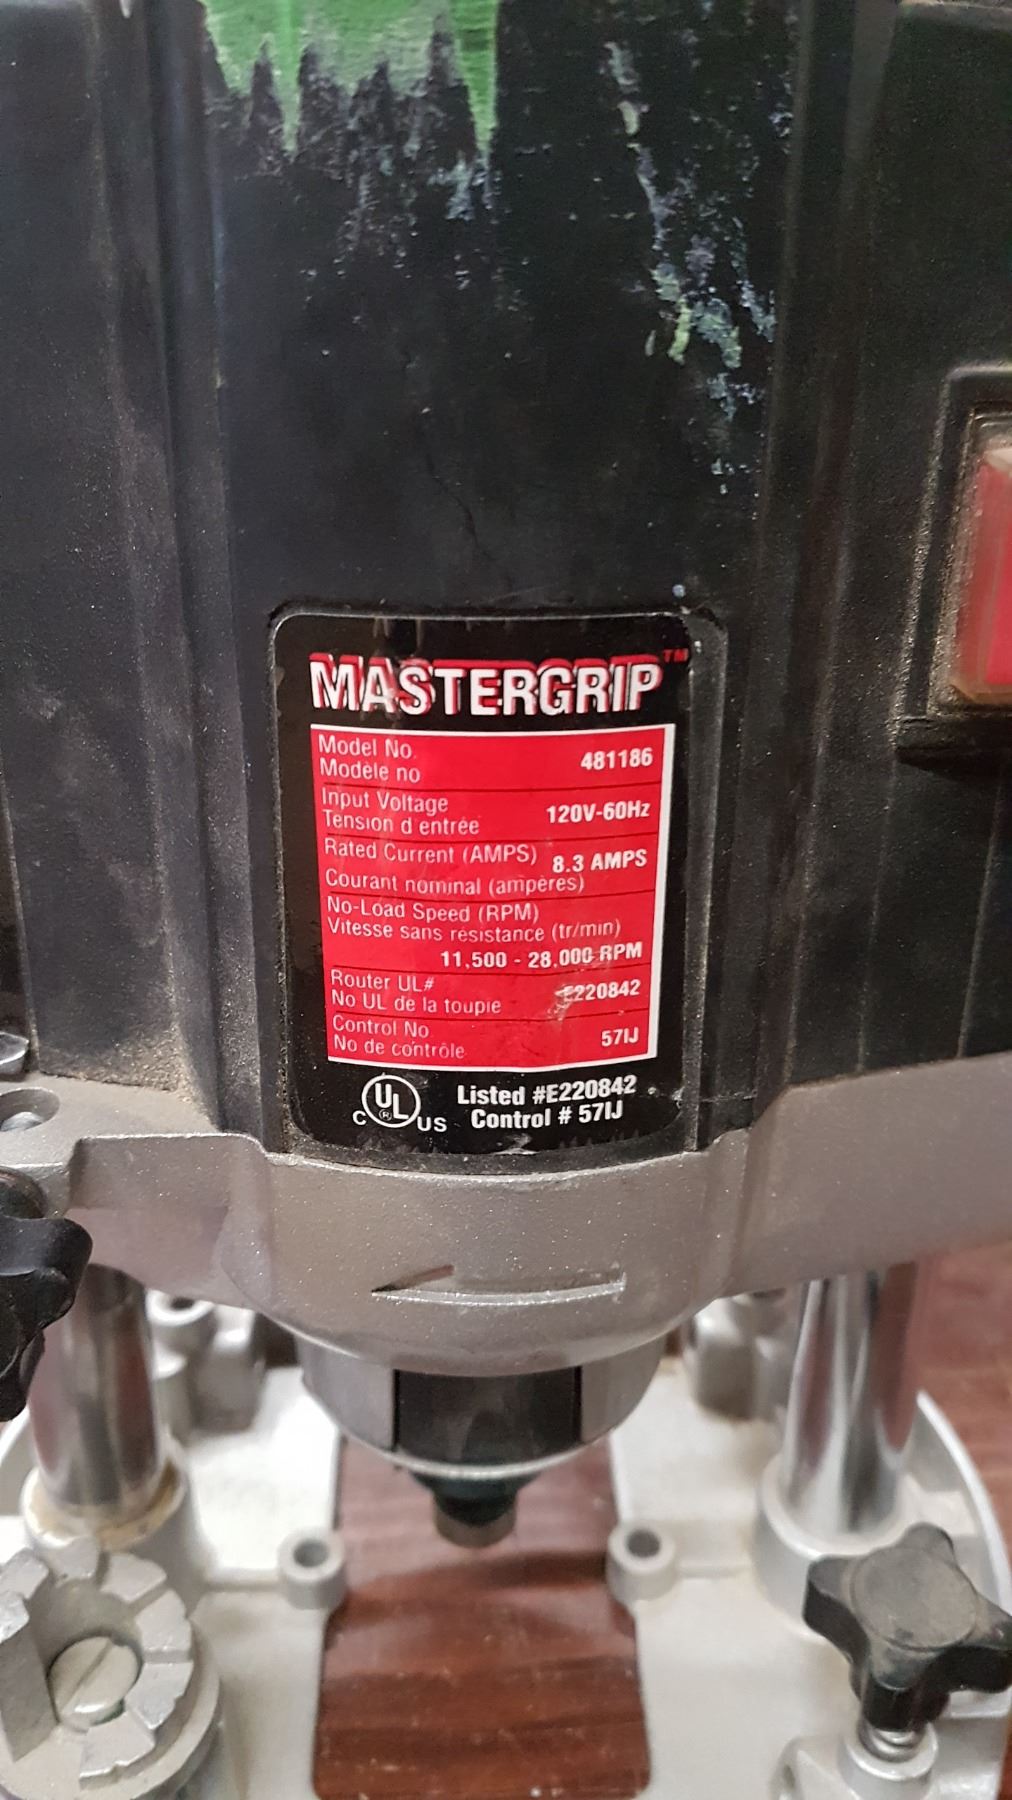 MASTERGRIP™
Model No. 481186
Modèle no
Input Voltage 120V-60Hz
Tension d'entrée
Rated Current (AMPS) 8.3 AMPS
Courant nominal (ampères)
No-Load Speed (RPM)
Vitesse sans résistance (tr/min)
11,500 - 28,000 RPM
Router UL# E220842
No UL de la toupie
Control No. 57IJ
No de contrôle
C UL ® US Listed #E220842
Control # 57IJ